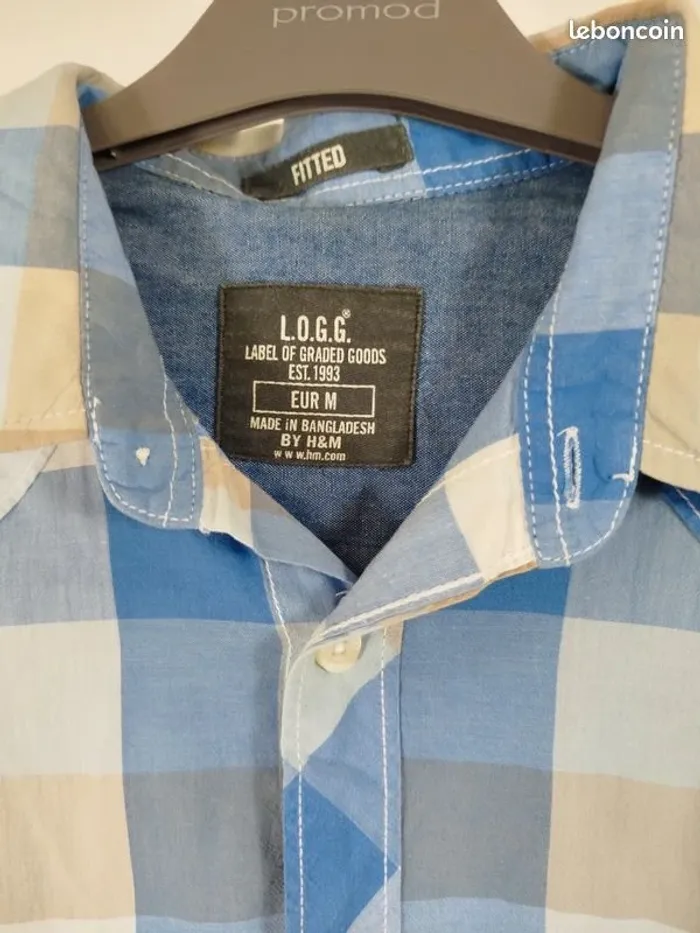 promod
leboncoin
FITTED
L.O.G.G.®
LABEL OF GRADED GOODS
EST. 1993
EUR M
MADE IN BANGLADESH
BY H&M
www.hm.com